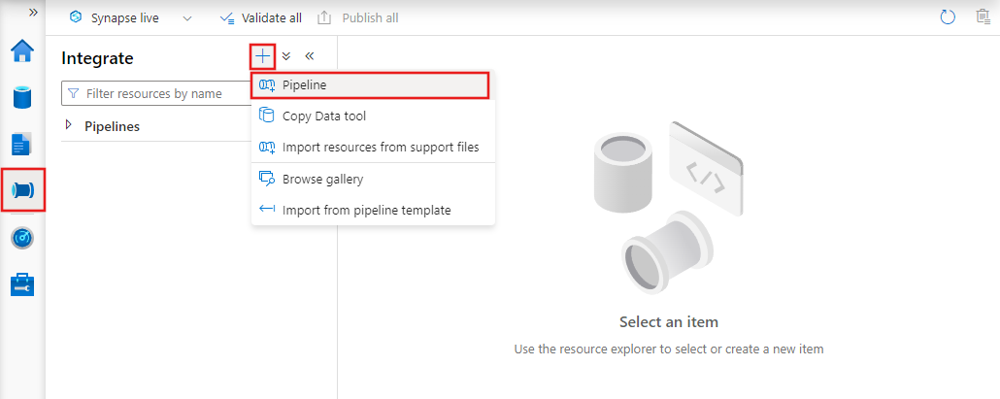 Synapse live
Validate all
Publish all
Integrate
Filter resources by name
Pipelines
Pipeline
Copy Data tool
Import resources from support files
Browse gallery
Import from pipeline template
Select an item
Use the resource explorer to select or create a new item